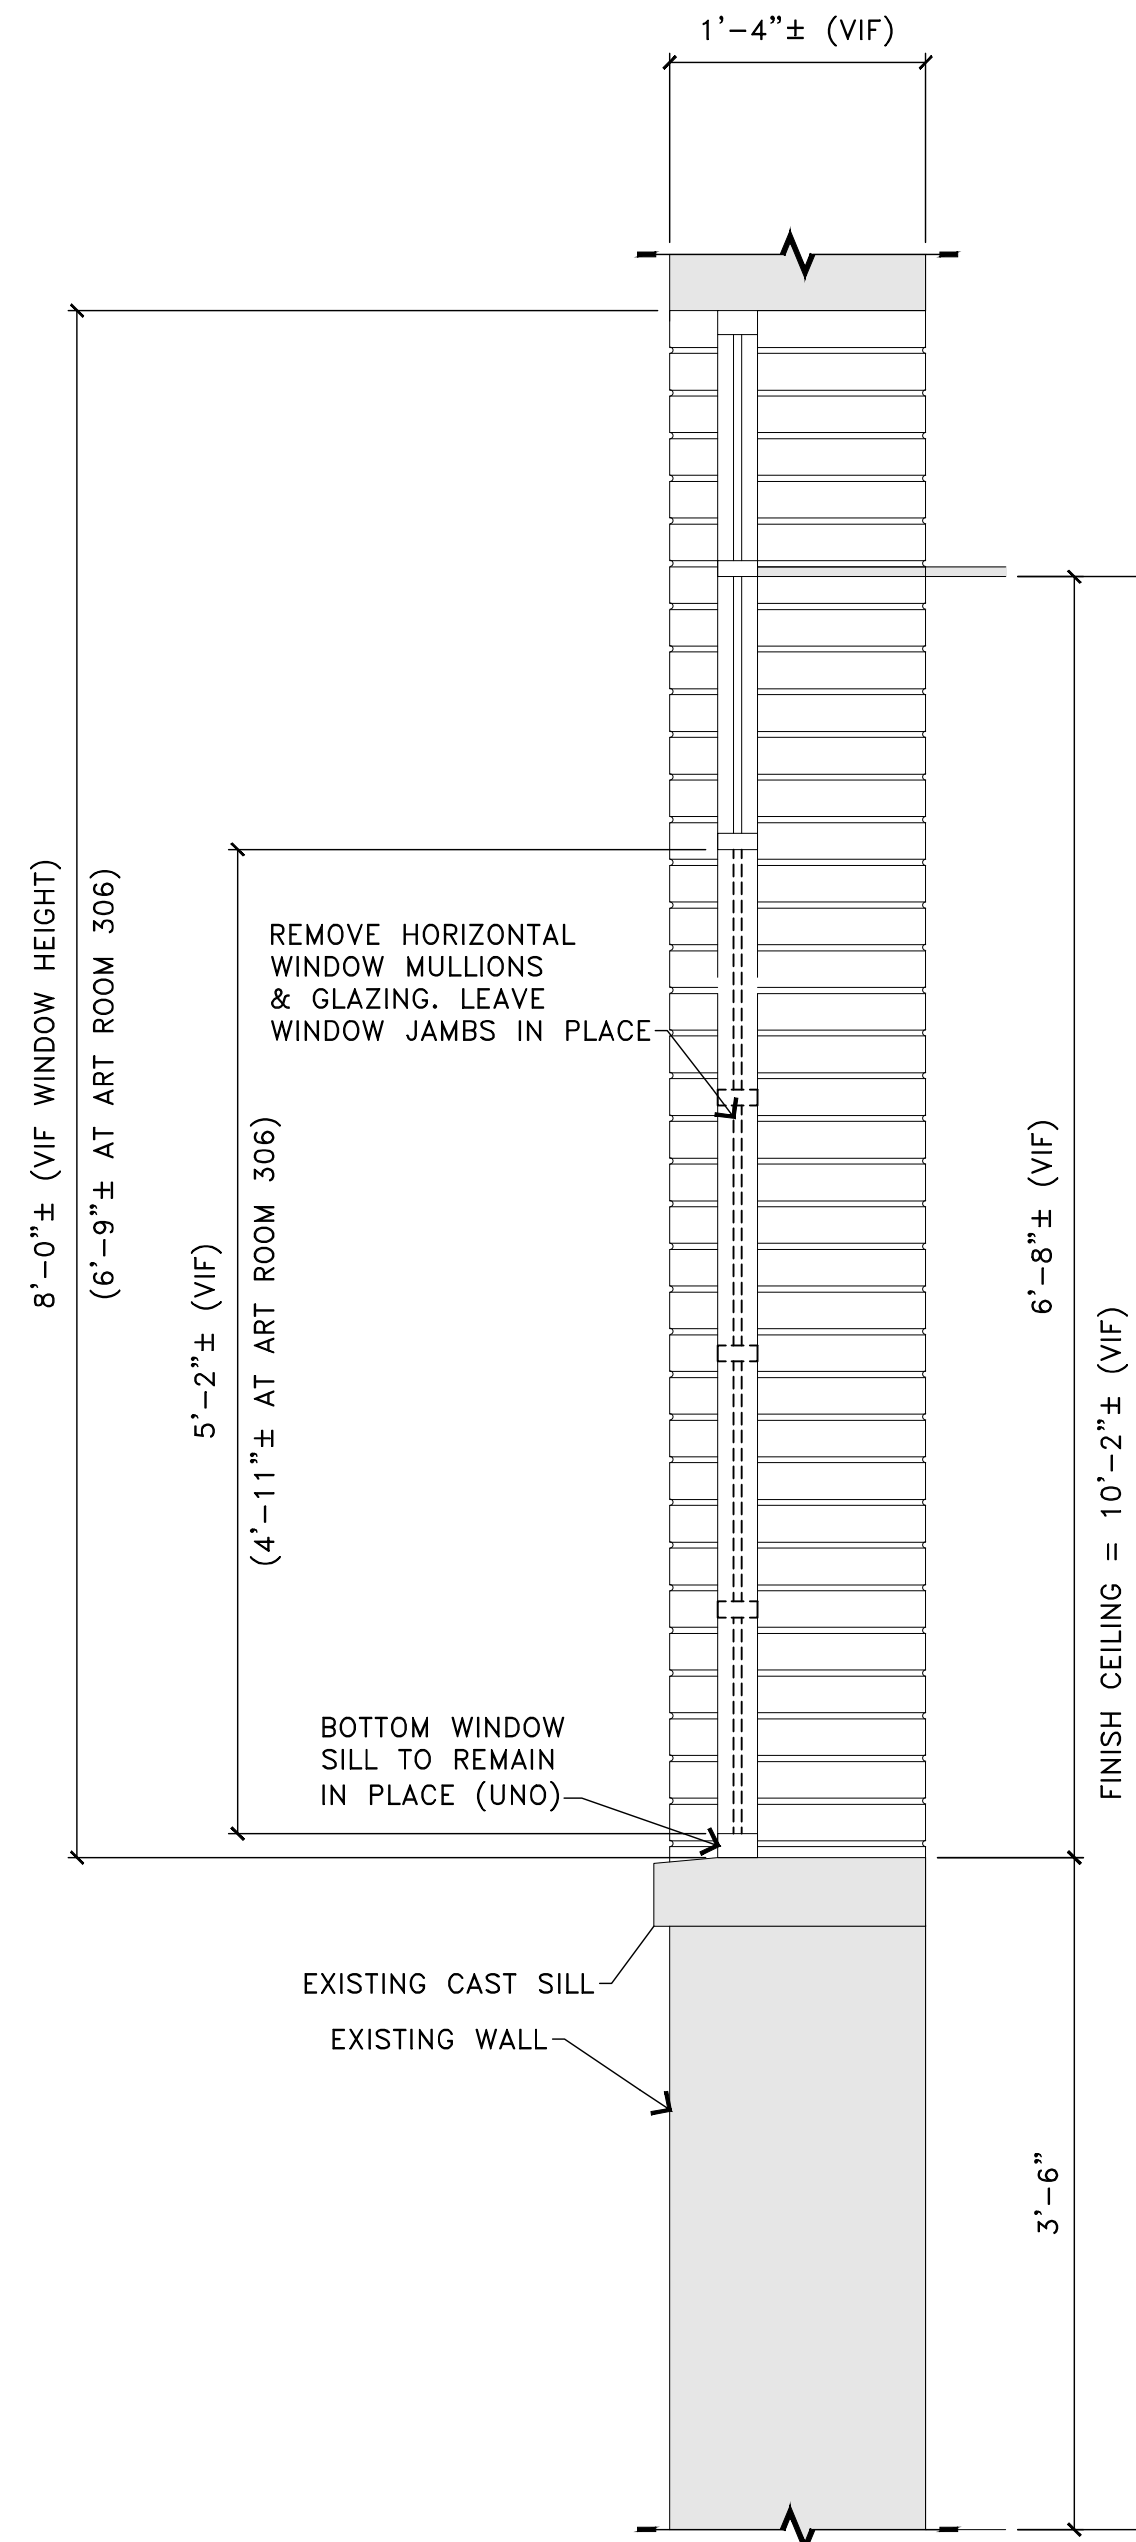 1'-4"± (VIF)
8'-0"± (VIF WINDOW HEIGHT)
(6'-9"± AT ART ROOM 306)
5'-2"± (VIF)
(4'-11"± AT ART ROOM 306)
REMOVE HORIZONTAL
WINDOW MULLIONS
& GLAZING. LEAVE
WINDOW JAMBS IN PLACE
6'-8"± (VIF)
FINISH CEILING = 10'-2"± (VIF)
BOTTOM WINDOW
SILL TO REMAIN
IN PLACE (UNO)
EXISTING CAST SILL
EXISTING WALL
3'-6"